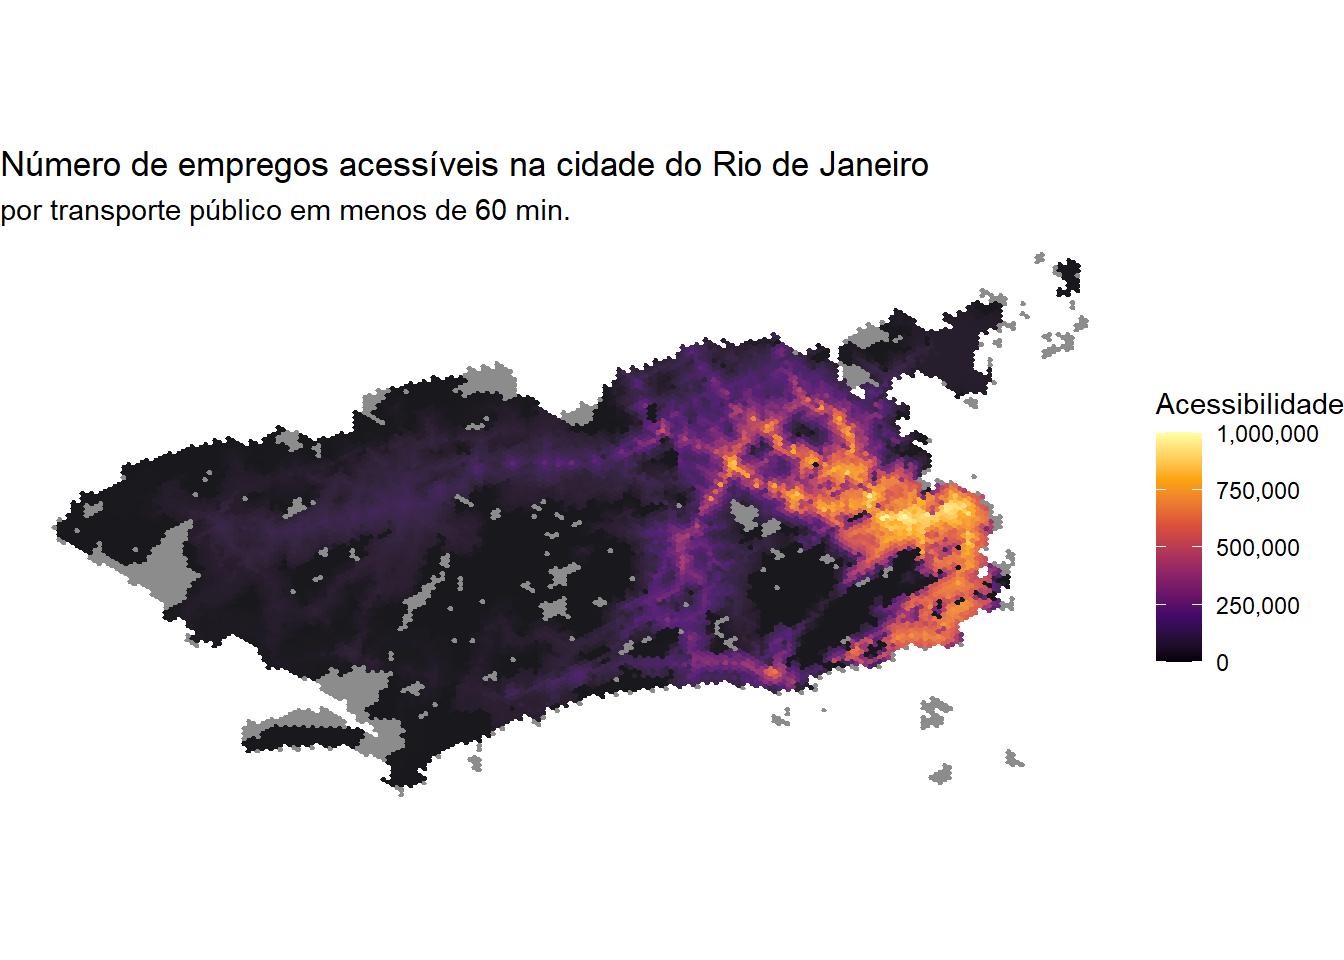 Número de empregos acessíveis na cidade do Rio de Janeiro
por transporte público em menos de 60 min.
Acessibilidade
1,000,000
750,000
500,000
250,000
0